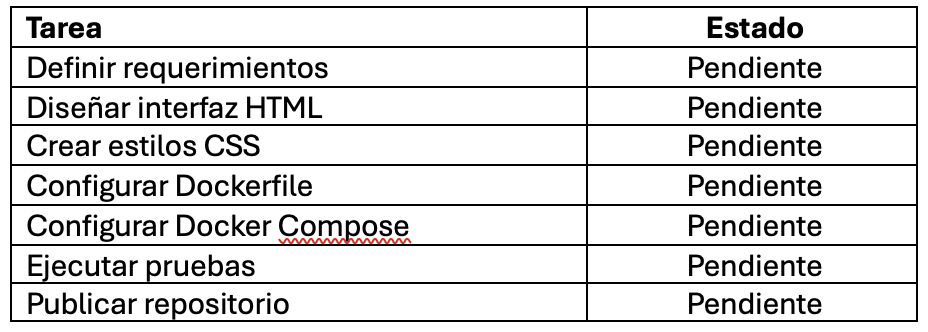 Tarea Estado
Definir requerimientos Pendiente
Diseñar interfaz HTML Pendiente
Crear estilos CSS Pendiente
Configurar Dockerfile Pendiente
Configurar Docker Compose Pendiente
Ejecutar pruebas Pendiente
Publicar repositorio Pendiente